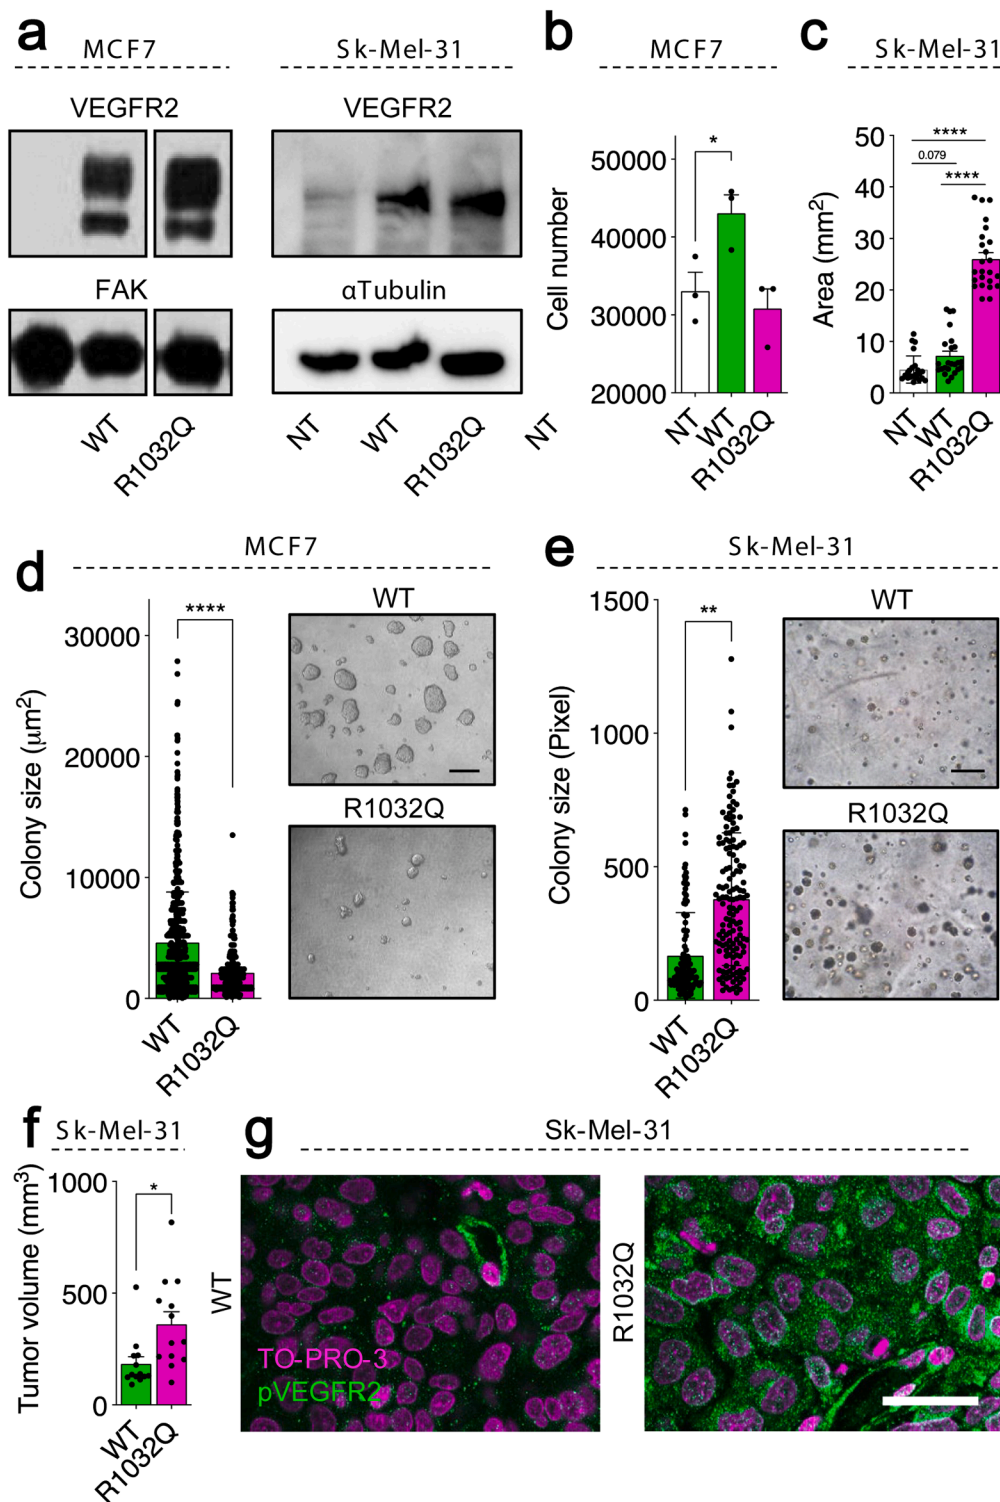 a
MCF7
Sk-Mel-31
VEGFR2
VEGFR2
FAK
αTubulin
WT
R1032Q
NT
WT
R1032Q
NT
b
MCF7
Cell number
50000
40000
30000
20000
*
NT
WT
R1032Q
c
Sk-Mel-31
Area (mm²)
50
40
30
20
10
0
****
0.079
****
NT
WT
R1032Q
d
MCF7
Colony size (μm²)
30000
20000
10000
0
****
WT
R1032Q
WT
R1032Q
e
Sk-Mel-31
Colony size (Pixel)
1500
1000
500
0
**
WT
R1032Q
WT
R1032Q
f
Sk-Mel-31
Tumor volume (mm³)
1000
500
0
*
WT
R1032Q
g
Sk-Mel-31
WT
TO-PRO-3
pVEGFR2
R1032Q